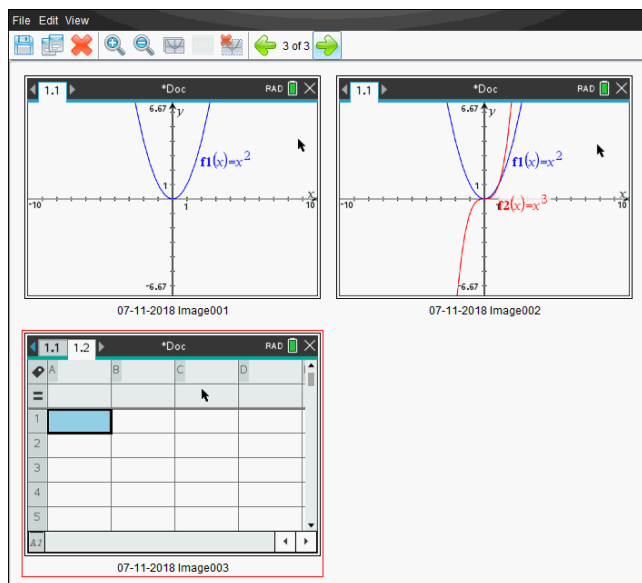 File Edit View
3 of 3
1.1 *Doc RAD
6.67 y
f1(x)=x²
1
x
-10 1 10
-6.67
07-11-2018 Image001
1.1 *Doc RAD
6.67 y
f1(x)=x²
1
x
-10 f2(x)=x³ 10
-6.67
07-11-2018 Image002
1.1 1.2 *Doc RAD
A B C D
=
1
2
3
4
5
A1
07-11-2018 Image003